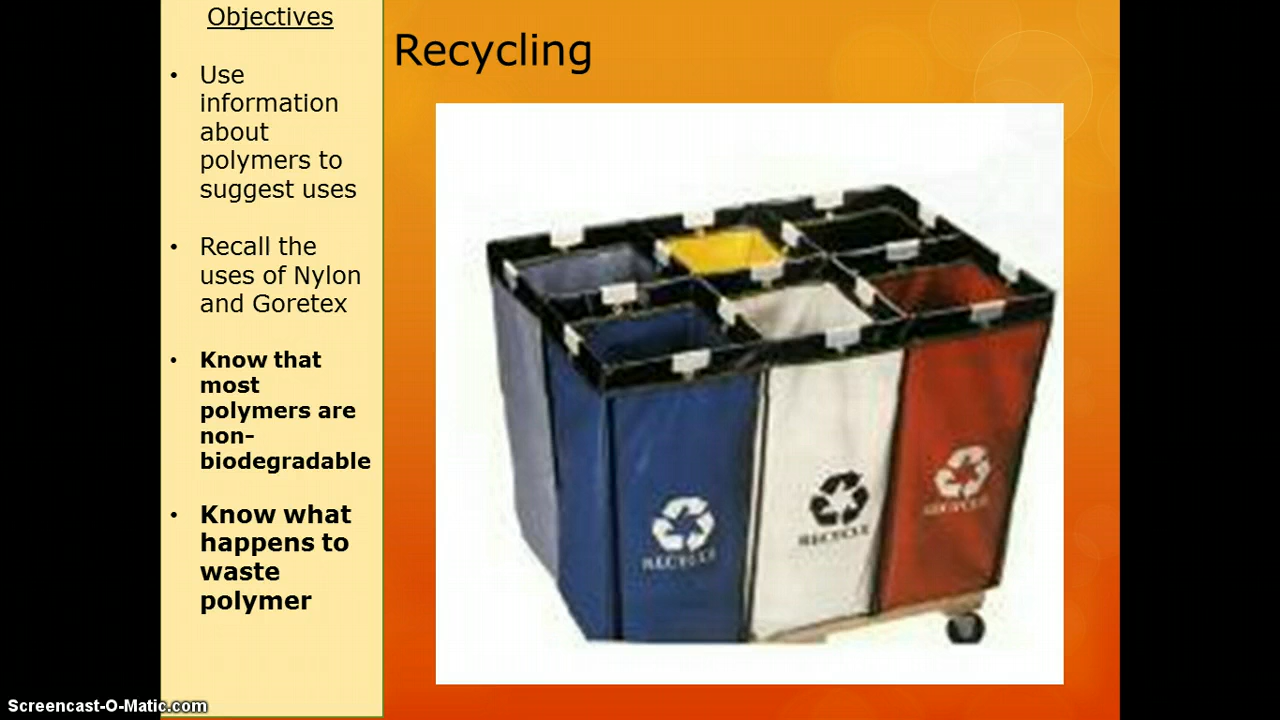 Objectives
• Use
information
about
polymers to
suggest uses
• Recall the
uses of Nylon
and Goretex
• Know that
most
polymers are
non-
biodegradable
• Know what
happens to
waste
polymer
Recycling
RECYCLE
RECYCLE
RECYCLE
Screencast-O-Matic.com